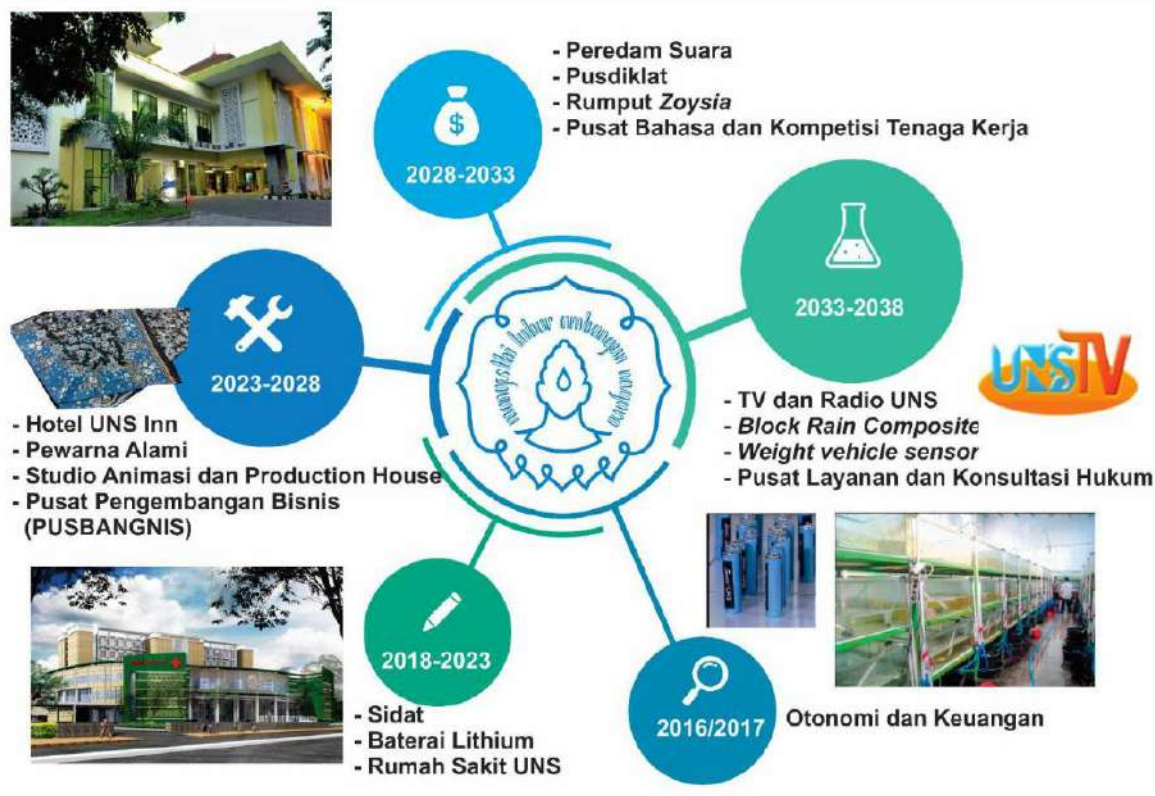 - Peredam Suara
- Pusdiklat
- Rumput Zoysia
- Pusat Bahasa dan Kompetisi Tenaga Kerja
$
2028-2033
2033-2038
2023-2028
UNSTV
- Hotel UNS Inn
- Pewarna Alami
- Studio Animasi dan Production House
- Pusat Pengembangan Bisnis
(PUSBANGNIS)
- TV dan Radio UNS
- Block Rain Composite
- Weight vehicle sensor
- Pusat Layanan dan Konsultasi Hukum
2018-2023
- Sidat
- Baterai Lithium
- Rumah Sakit UNS
2016/2017
Otonomi dan Keuangan